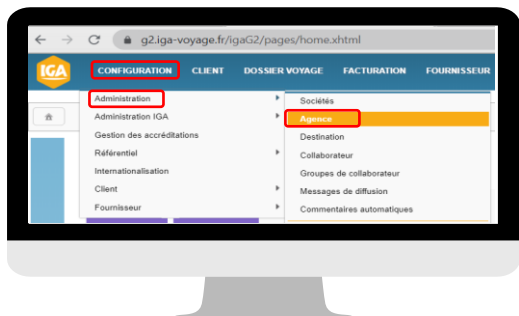 g2.iga-voyage.fr/igaG2/pages/home.xhtml
IGA CONFIGURATION CLIENT DOSSIER VOYAGE FACTURATION FOURNISSEUR
Administration
Administration IGA
Gestion des accréditations
Référentiel
Internationalisation
Client
Fournisseur
Sociétés
Agence
Destination
Collaborateur
Groupes de collaborateur
Messages de diffusion
Commentaires automatiques